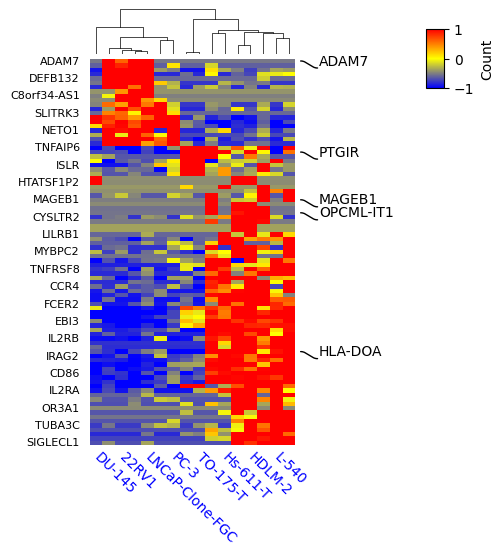 ADAM7
DEFB132
C8orf34-AS1
SLITRK3
NETO1
TNFAIP6
ISLR
HTATSF1P2
MAGEB1
CYSLTR2
LILRB1
MYBPC2
TNFRSF8
CCR4
FCER2
EBI3
IL2RB
IRAG2
CD86
IL2RA
OR3A1
TUBA3C
SIGLECL1
ADAM7
PTGIR
MAGEB1
OPCML-IT1
HLA-DOA
DU-145
22RV1
LNCaP-Clone-FGC
PC-3
TO-175-T
Hs-611-T
HDLM-2
L-540
1
0
−1
Count